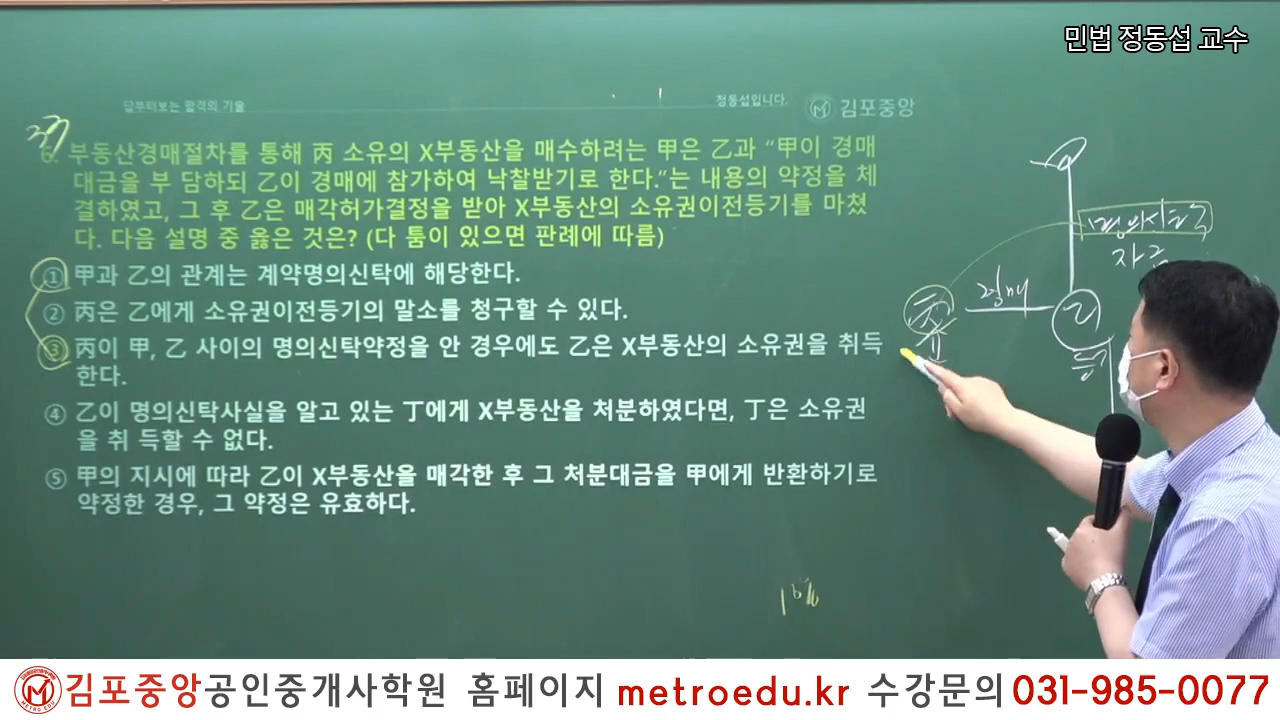 민법 정동섭 교수
답부터보는 합격의 기술
정동섭입니다.
김포중앙
6. 부동산경매절차를 통해 丙 소유의 X부동산을 매수하려는 甲은 乙과 “甲이 경매
대금을 부 담하되 乙이 경매에 참가하여 낙찰받기로 한다.”는 내용의 약정을 체
결하였고, 그 후 乙은 매각허가결정을 받아 X부동산의 소유권이전등기를 마쳤
다. 다음 설명 중 옳은 것은? (다 툼이 있으면 판례에 따름)
① 甲과 乙의 관계는 계약명의신탁에 해당한다.
② 丙은 乙에게 소유권이전등기의 말소를 청구할 수 있다.
③ 丙이 甲, 乙 사이의 명의신탁약정을 안 경우에도 乙은 X부동산의 소유권을 취득
한다.
④ 乙이 명의신탁사실을 알고 있는 丁에게 X부동산을 처분하였다면, 丁은 소유권
을 취 득할 수 없다.
⑤ 甲의 지시에 따라 乙이 X부동산을 매각한 후 그 처분대금을 甲에게 반환하기로
약정한 경우, 그 약정은 유효하다.
甲
명의신탁
경매
乙
丙
등기
김포중앙공인중개사학원 홈페이지 metroedu.kr 수강문의 031-985-0077
METRO EDU